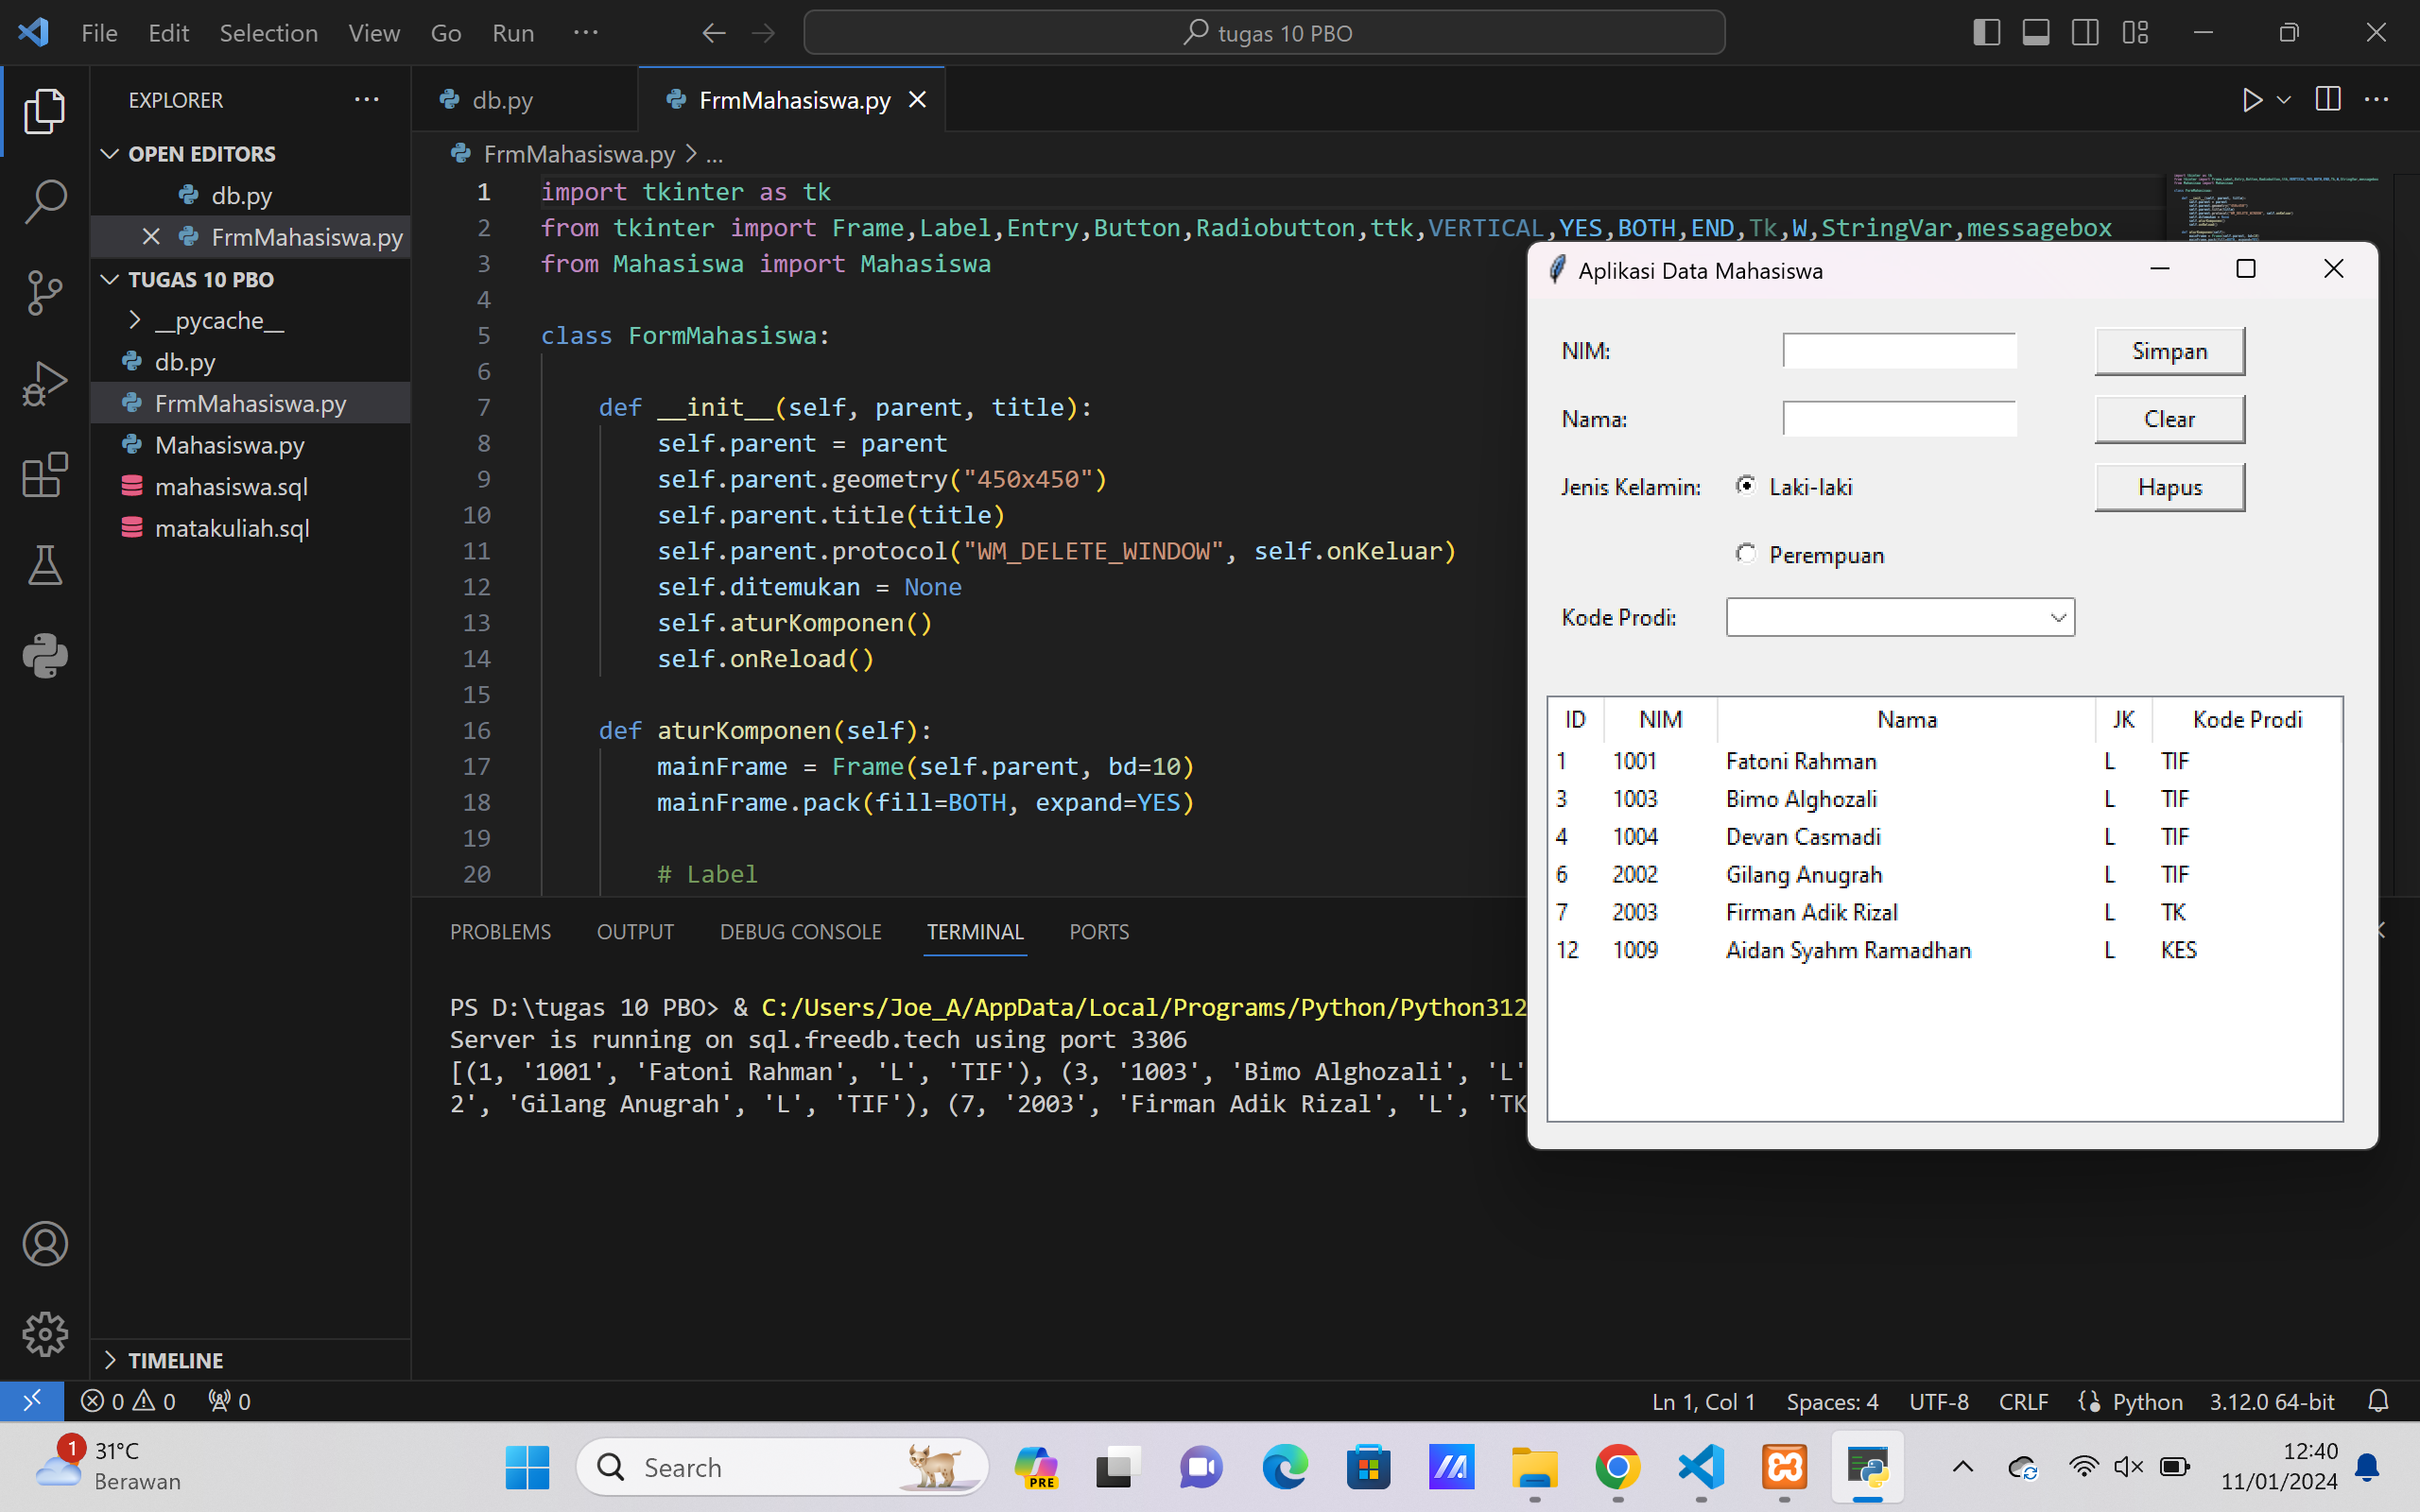 File Edit Selection View Go Run ··· tugas 10 PBO
EXPLORER
OPEN EDITORS
db.py
FrmMahasiswa.py
TUGAS 10 PBO
__pycache__
db.py
FrmMahasiswa.py
Mahasiswa.py
mahasiswa.sql
matakuliah.sql
TIMELINE
db.py FrmMahasiswa.py
FrmMahasiswa.py > ...
1 import tkinter as tk
2 from tkinter import Frame,Label,Entry,Button,Radiobutton,ttk,VERTICAL,YES,BOTH,END,Tk,W,StringVar,messagebox
3 from Mahasiswa import Mahasiswa
4
5 class FormMahasiswa:
6
7 def __init__(self, parent, title):
8 self.parent = parent
9 self.parent.geometry("450x450")
10 self.parent.title(title)
11 self.parent.protocol("WM_DELETE_WINDOW", self.onKeluar)
12 self.ditemukan = None
13 self.aturKomponen()
14 self.onReload()
15
16 def aturKomponen(self):
17 mainFrame = Frame(self.parent, bd=10)
18 mainFrame.pack(fill=BOTH, expand=YES)
19
20 # Label
PROBLEMS OUTPUT DEBUG CONSOLE TERMINAL PORTS
PS D:\tugas 10 PBO> & C:/Users/Joe_A/AppData/Local/Programs/Python/Python312
Server is running on sql.freedb.tech using port 3306
[(1, '1001', 'Fatoni Rahman', 'L', 'TIF'), (3, '1003', 'Bimo Alghozali', 'L'
2', 'Gilang Anugrah', 'L', 'TIF'), (7, '2003', 'Firman Adik Rizal', 'L', 'TK
Aplikasi Data Mahasiswa
NIM: Simpan
Nama: Clear
Jenis Kelamin: Laki-laki Hapus
Perempuan
Kode Prodi:
ID NIM Nama JK Kode Prodi
1 1001 Fatoni Rahman L TIF
3 1003 Bimo Alghozali L TIF
4 1004 Devan Casmadi L TIF
6 2002 Gilang Anugrah L TIF
7 2003 Firman Adik Rizal L TK
12 1009 Aidan Syahm Ramadhan L KES
0 0 0 Ln 1, Col 1 Spaces: 4 UTF-8 CRLF Python 3.12.0 64-bit
1 31°C
Berawan
Search
PRE
12:40
11/01/2024